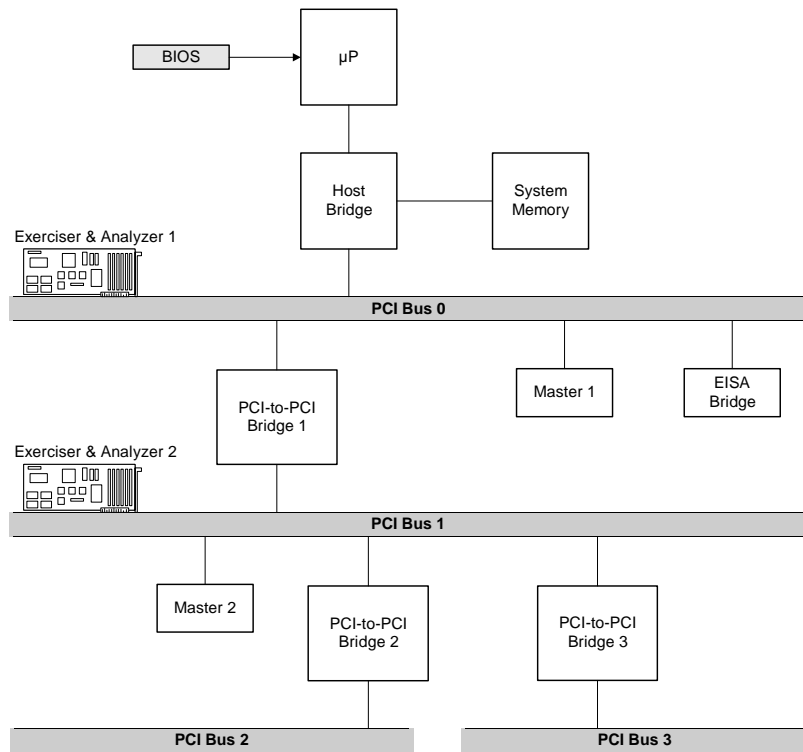 BIOS
µP
Host
Bridge
System
Memory
Exerciser & Analyzer 1
PCI Bus 0
PCI-to-PCI
Bridge 1
Master 1
EISA
Bridge
Exerciser & Analyzer 2
PCI Bus 1
Master 2
PCI-to-PCI
Bridge 2
PCI-to-PCI
Bridge 3
PCI Bus 2
PCI Bus 3